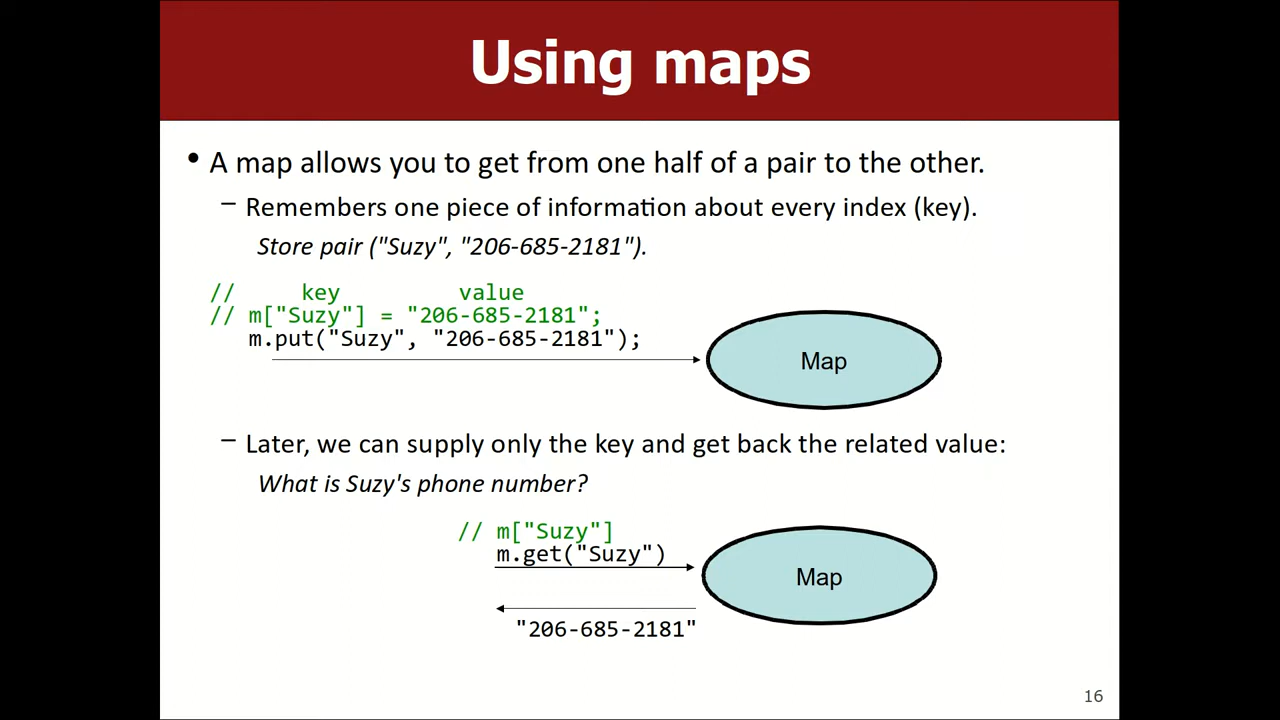 Using maps
• A map allows you to get from one half of a pair to the other.
– Remembers one piece of information about every index (key).
Store pair ("Suzy", "206-685-2181").
// key value
// m["Suzy"] = "206-685-2181";
m.put("Suzy", "206-685-2181");
Map
– Later, we can supply only the key and get back the related value:
What is Suzy's phone number?
// m["Suzy"]
m.get("Suzy")
Map
"206-685-2181"
16